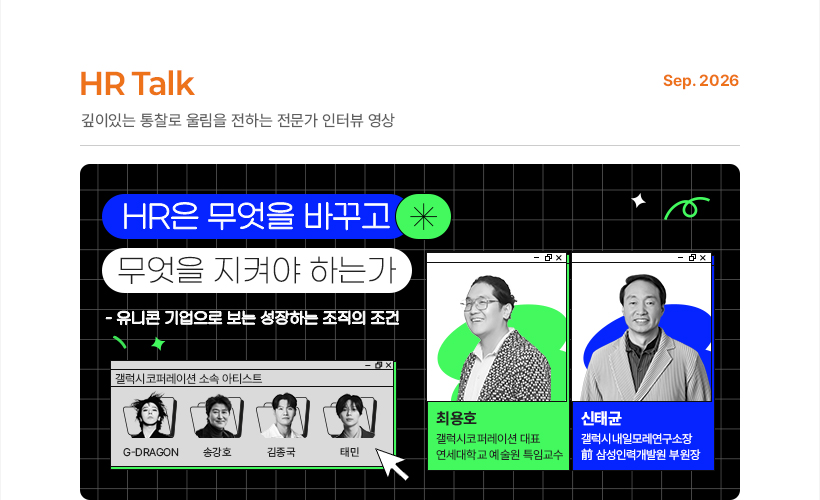 HR Talk
Sep. 2026
깊이있는 통찰로 울림을 전하는 전문가 인터뷰 영상
HR은 무엇을 바꾸고
무엇을 지켜야 하는가
- 유니콘 기업으로 보는 성장하는 조직의 조건
갤럭시코퍼레이션 소속 아티스트
G-DRAGON
송강호
김종국
태민
최용호
갤럭시코퍼레이션 대표
연세대학교 예술원 특임교수
신태균
갤럭시내일모레연구소장
前 삼성인력개발원 부원장